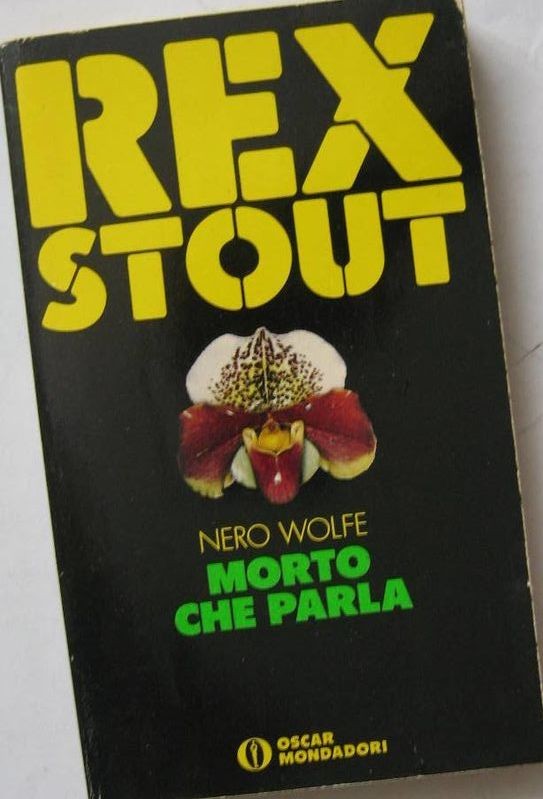 REX
STOUT
NERO WOLFE
MORTO
CHE PARLA
OSCAR
MONDADORI